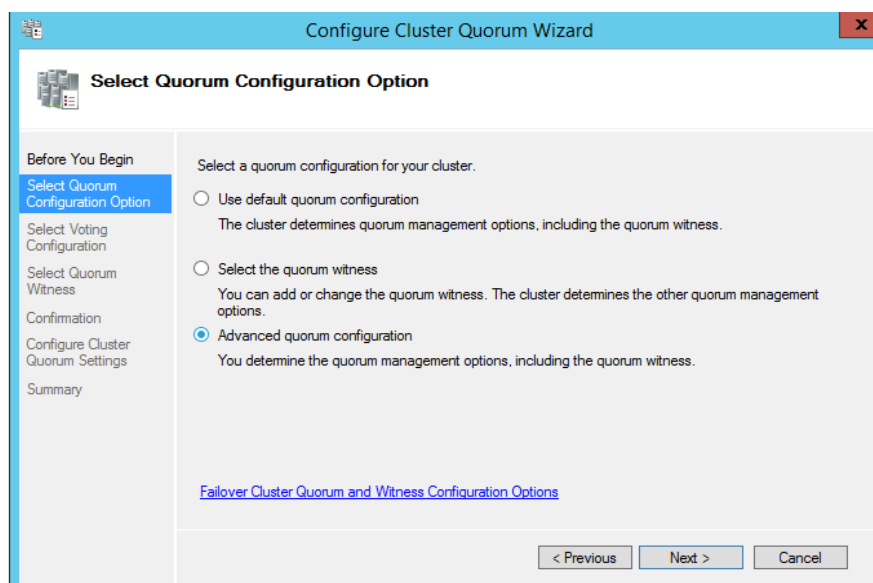 Configure Cluster Quorum Wizard
x
Select Quorum Configuration Option
Before You Begin
Select Quorum
Configuration Option
Select Voting
Configuration
Select Quorum
Witness
Confirmation
Configure Cluster
Quorum Settings
Summary
Select a quorum configuration for your cluster.
Use default quorum configuration
The cluster determines quorum management options, including the quorum witness.
Select the quorum witness
You can add or change the quorum witness. The cluster determines the other quorum management
options.
Advanced quorum configuration
You determine the quorum management options, including the quorum witness.
Failover Cluster Quorum and Witness Configuration Options
< Previous
Next >
Cancel